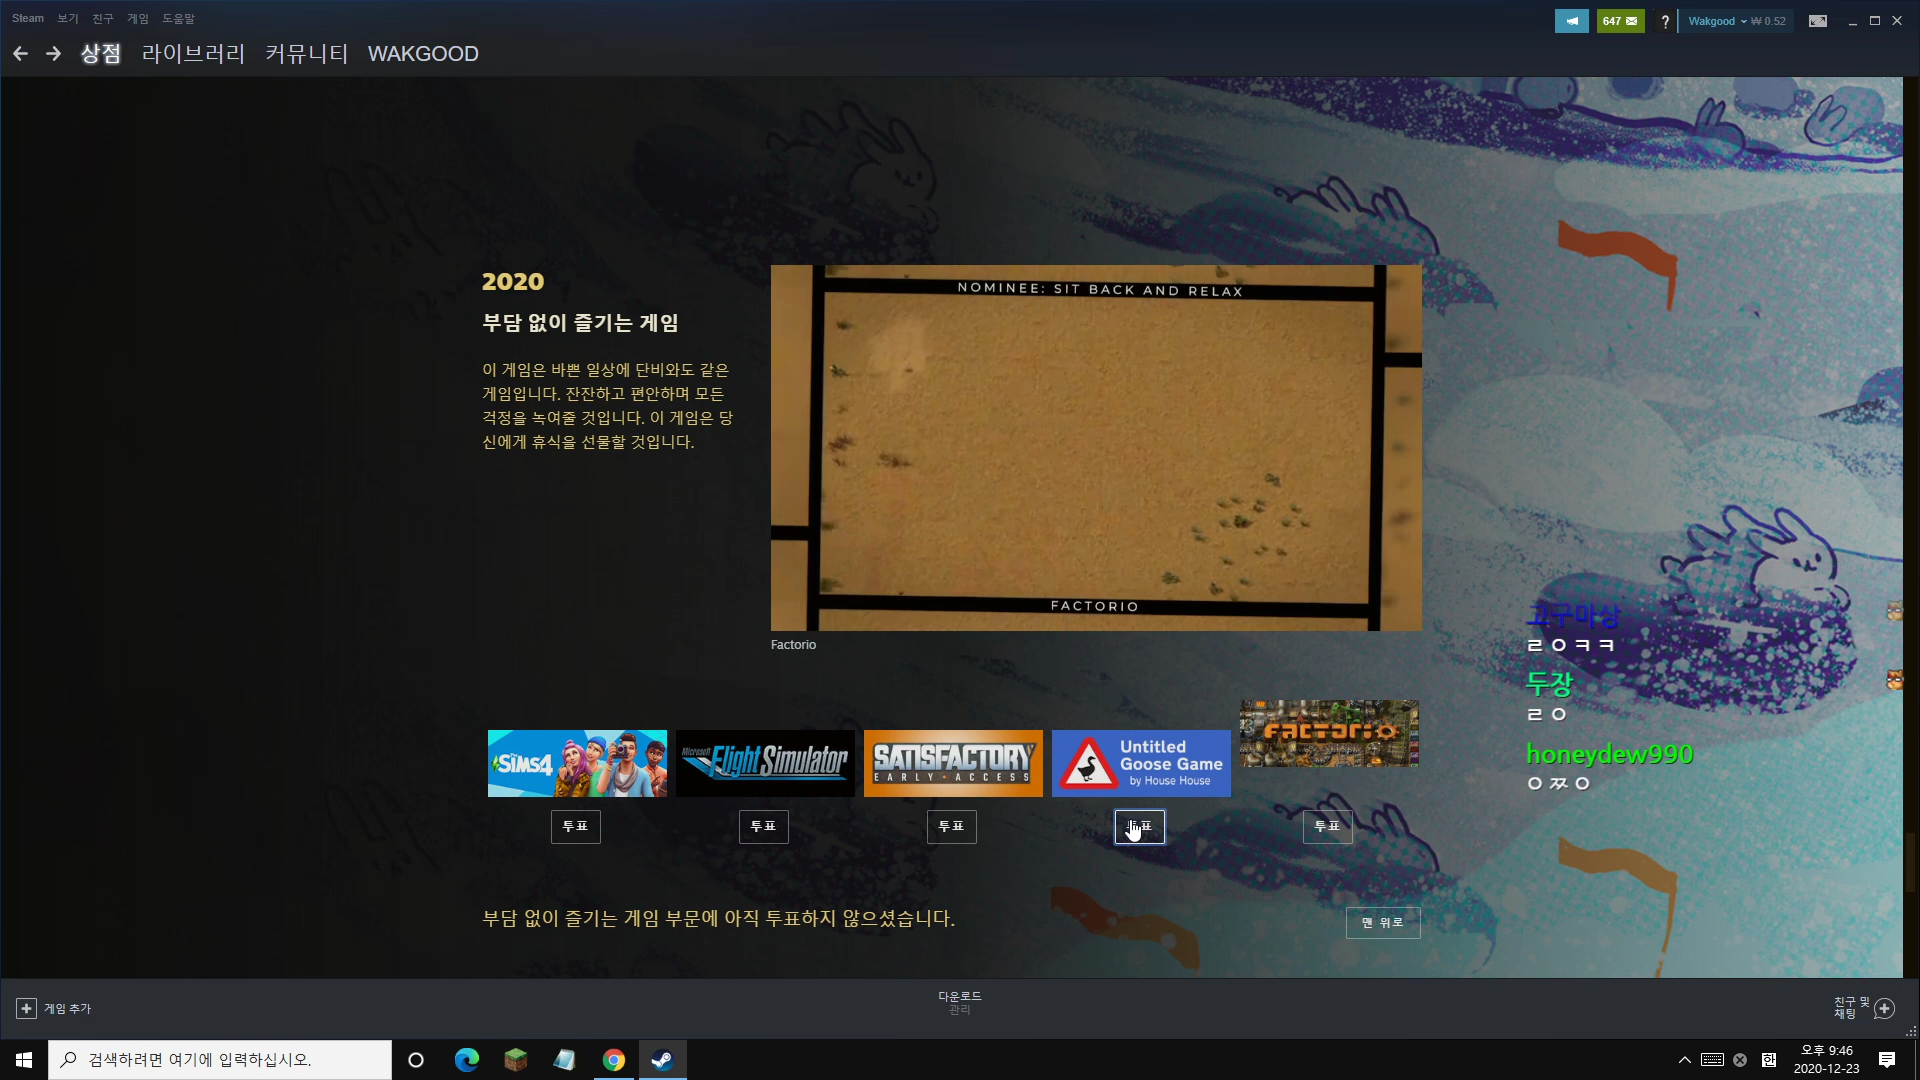 Steam 보기 친구 게임 도움말
647
?
Wakgood ₩ 0.52
상점 라이브러리 커뮤니티 WAKGOOD
2020
부담 없이 즐기는 게임
이 게임은 바쁜 일상에 단비와도 같은
게임입니다. 잔잔하고 편안하며 모든
걱정을 녹여줄 것입니다. 이 게임은 당
신에게 휴식을 선물할 것입니다.
NOMINEE: SIT BACK AND RELAX
FACTORIO
Factorio
고구마상
ㄹㅇㅋㅋ
두장
ㄹㅇ
honeydew990
ㅇㅉㅇ
The SIMS4
Microsoft Flight Simulator
SATISFACTORY
EARLY·ACCESS
Untitled
Goose Game
by House House
FACTORIO
투표 투표 투표 투표 투표
부담 없이 즐기는 게임 부문에 아직 투표하지 않으셨습니다.
맨 위로
게임 추가
다운로드
관리
친구 및
채팅
검색하려면 여기에 입력하십시오.
한
오후 9:46
2020-12-23